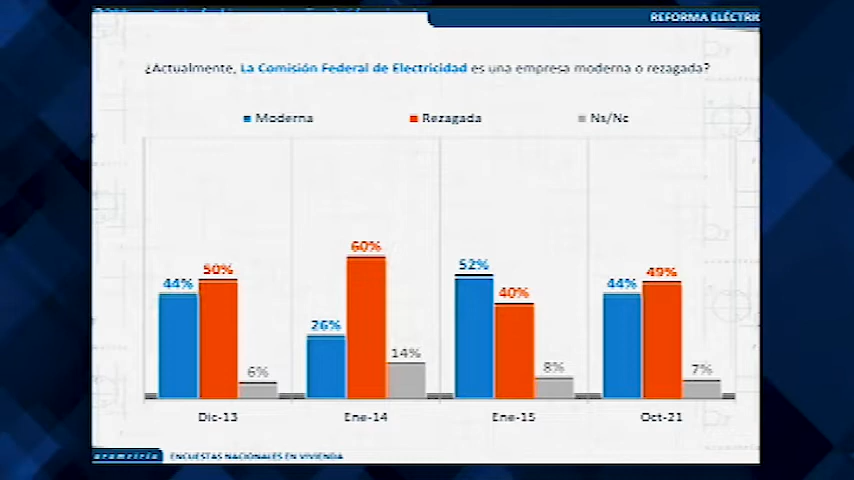 REFORMA ELÉCTRIC
¿Actualmente, La Comisión Federal de Electricidad es una empresa moderna o rezagada?
Moderna Rezagada Ns/Nc
44% 50% 6% 26% 60% 14% 52% 40% 8% 44% 49% 7%
Dic-13 Ene-14 Ene-15 Oct-21
arametría ENCUESTAS NACIONALES EN VIVIENDA